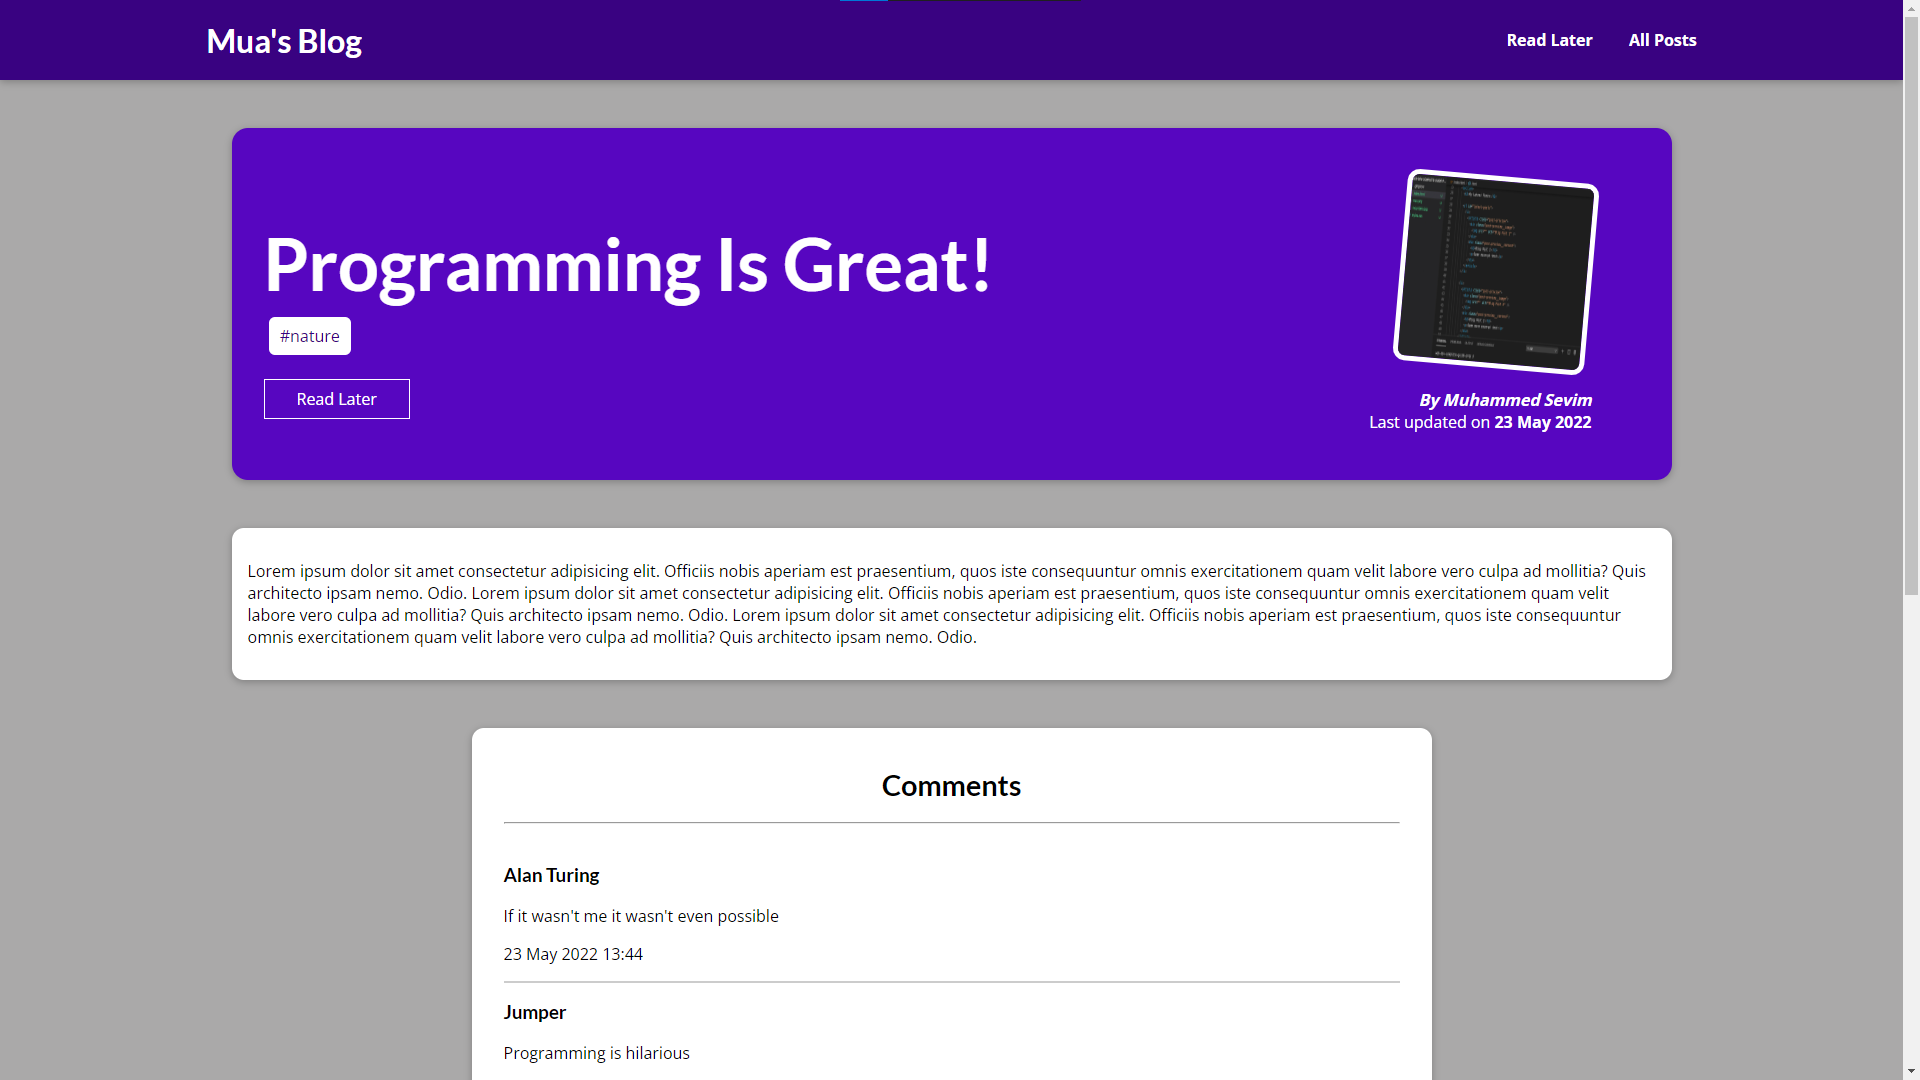 Mua's Blog
Read Later
All Posts
Programming Is Great!
#nature
Read Later
By Muhammed Sevim
Last updated on 23 May 2022
Lorem ipsum dolor sit amet consectetur adipisicing elit. Officiis nobis aperiam est praesentium, quos iste consequuntur omnis exercitationem quam velit labore vero culpa ad mollitia? Quis
architecto ipsam nemo. Odio. Lorem ipsum dolor sit amet consectetur adipisicing elit. Officiis nobis aperiam est praesentium, quos iste consequuntur omnis exercitationem quam velit
labore vero culpa ad mollitia? Quis architecto ipsam nemo. Odio. Lorem ipsum dolor sit amet consectetur adipisicing elit. Officiis nobis aperiam est praesentium, quos iste consequuntur
omnis exercitationem quam velit labore vero culpa ad mollitia? Quis architecto ipsam nemo. Odio.
Comments
Alan Turing
If it wasn't me it wasn't even possible
23 May 2022 13:44
Jumper
Programming is hilarious